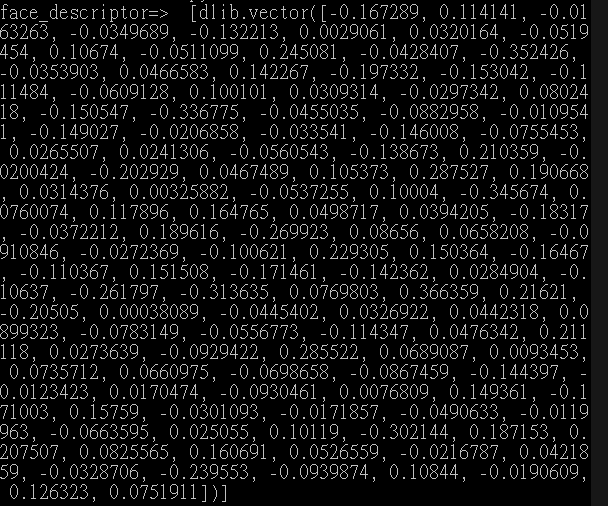 face_descriptor=>  [dlib.vector([-0.167289, 0.114141, -0.01
63263, -0.0349689, -0.132213, 0.0029061, 0.0320164, -0.0519
454, 0.10674, -0.0511099, 0.245081, -0.0428407, -0.352426,
-0.0353903, 0.0466583, 0.142267, -0.197332, -0.153042, -0.1
11484, -0.0609128, 0.100101, 0.0309314, -0.0297342, 0.08024
18, -0.150547, -0.336775, -0.0455035, -0.0882958, -0.010954
1, -0.149027, -0.0206858, -0.033541, -0.146008, -0.0755453,
 0.0265507, 0.0241306, -0.0560543, -0.138673, 0.210359, -0.
0200424, -0.202929, 0.0467489, 0.105373, 0.287527, 0.190668
, 0.0314376, 0.00325882, -0.0537255, 0.10004, -0.345674, 0.
0760074, 0.117896, 0.164765, 0.0498717, 0.0394205, -0.18317
, -0.0372212, 0.189616, -0.269923, 0.08656, 0.0658208, -0.0
910846, -0.0272369, -0.100621, 0.229305, 0.150364, -0.16467
, -0.110367, 0.151508, -0.171461, -0.142362, 0.0284904, -0.
10637, -0.261797, -0.313635, 0.0769803, 0.366359, 0.21621,
-0.20505, 0.00038089, -0.0445402, 0.0326922, 0.0442318, 0.0
899323, -0.0783149, -0.0556773, -0.114347, 0.0476342, 0.211
118, 0.0273639, -0.0929422, 0.285522, 0.0689087, 0.0093453,
 0.0735712, 0.0660975, -0.0698658, -0.0867459, -0.144397, -
0.0123423, 0.0170474, -0.0930461, 0.0076809, 0.149361, -0.1
71003, 0.15759, -0.0301093, -0.0171857, -0.0490633, -0.0119
963, -0.0663595, 0.025055, 0.10119, -0.302144, 0.187153, 0.
207507, 0.0825565, 0.160691, 0.0526559, -0.0216787, 0.04218
59, -0.0328706, -0.239553, -0.0939874, 0.10844, -0.0190609,
 0.126323, 0.0751911])]